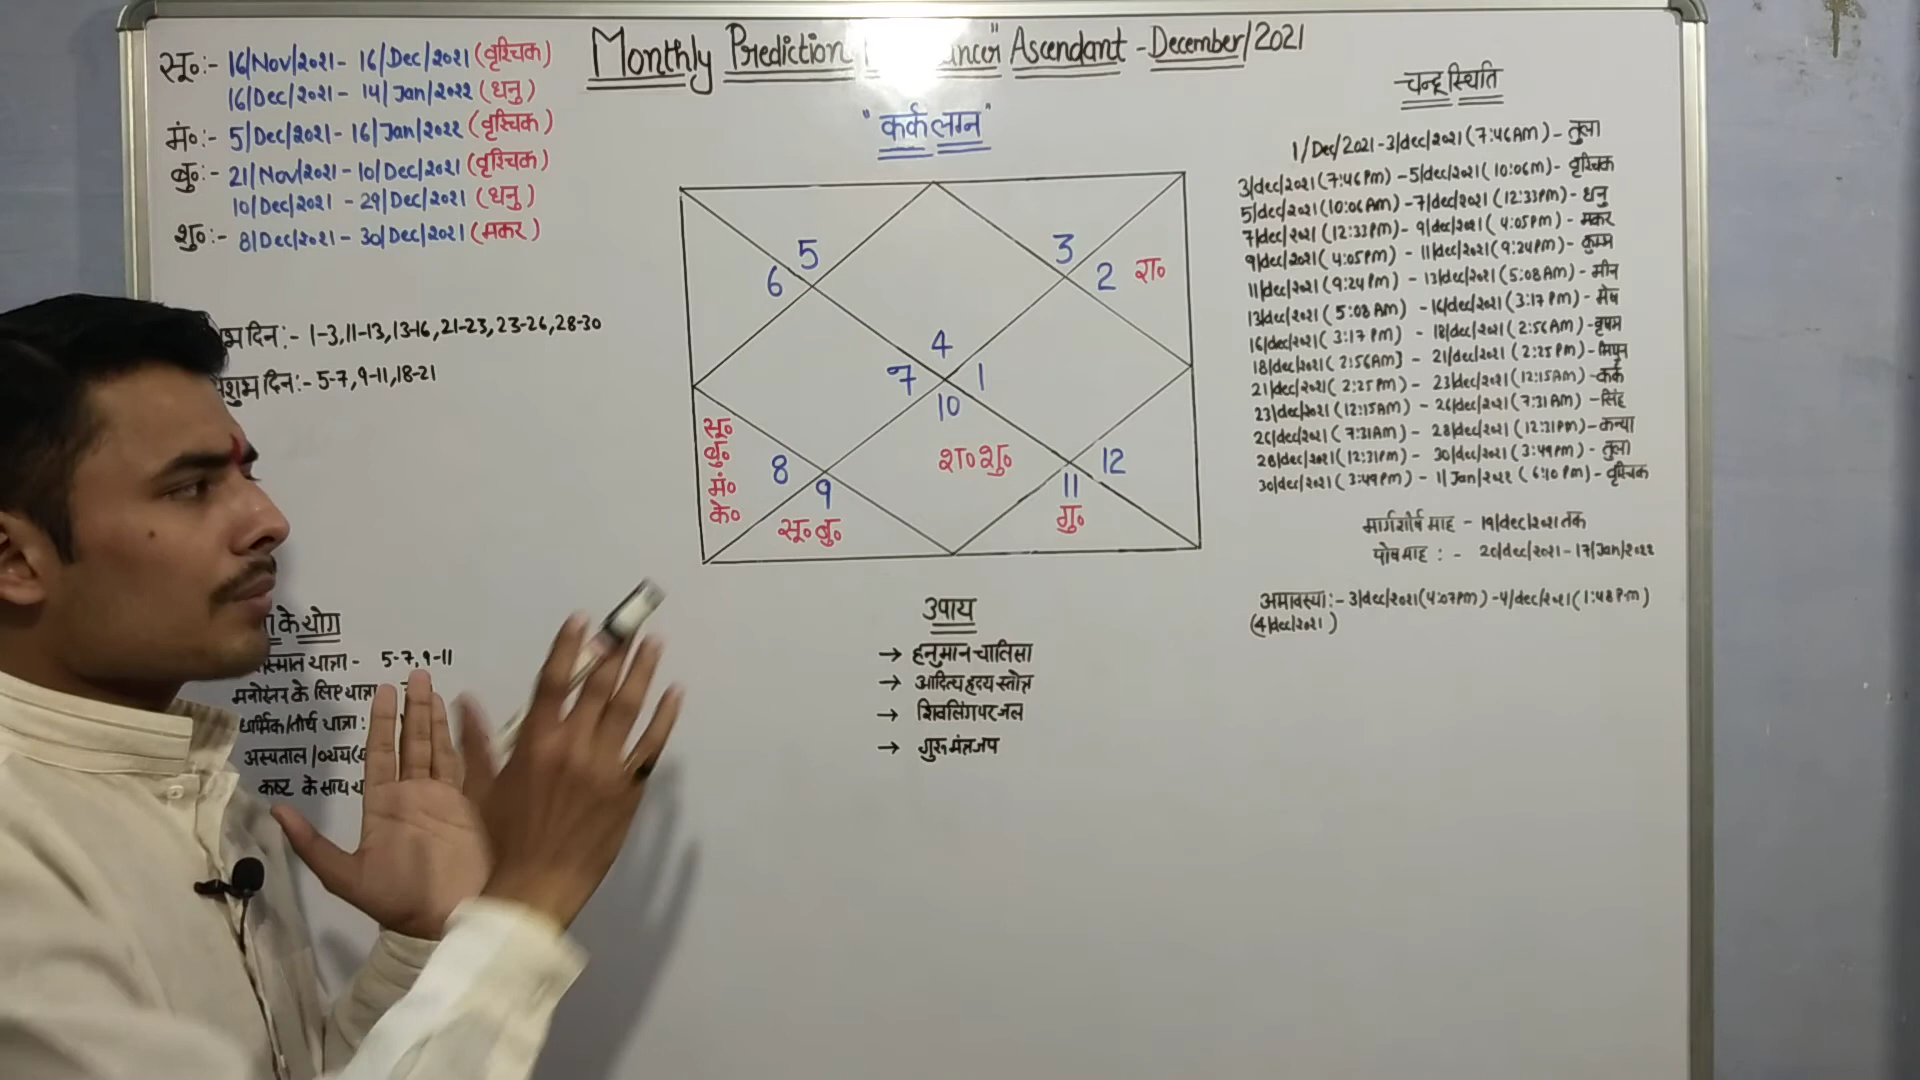 Monthly Prediction Ascendant - December/2021
"कर्क लग्न"
सू०:- 16/Nov/2021 - 16/Dec/2021 (वृश्चिक)
16/Dec/2021 - 14/Jan/2022 (धनु)
मं०:- 5/Dec/2021 - 16/Jan/2022 (वृश्चिक)
बु०:- 21/Nov/2021 - 10/Dec/2021 (वृश्चिक)
10/Dec/2021 - 29/Dec/2021 (धनु)
शु०:- 8/Dec/2021 - 30/Dec/2021 (मकर)
दिन:- 1-3, 11-13, 13-16, 21-23, 23-26, 28-30
दिन:- 5-7, 9-11, 18-21
के योग
यात्रा - 5-7, 9-11
के लिए यात्रा
धार्मिक/तीर्थ यात्रा:
अस्पताल/व्यय
कष्ट के साथ
5
6
3
2 रा०
4
7
1
10
श० शु०
सू०
बु०
मं०
के०
8
9
सू० बु०
11
गु०
12
उपाय
→ हनुमान चालिसा
→ आदित्य हृदय स्तोत्र
→ शिवलिंग पर जल
→ गुरु मंत्र जप
चन्द्र स्थिति
1/Dec/2021 - 3/dec/2021 (7:46AM) - तुला
3/dec/2021 (7:46PM) - 5/dec/2021 (10:06M) - वृश्चिक
5/dec/2021 (10:06AM) - 7/dec/2021 (12:33PM) - धनु
7/dec/2021 (12:33PM) - 9/dec/2021 (4:05PM) - मकर
9/dec/2021 (4:05PM) - 11/dec/2021 (9:24PM) - कुम्भ
11/dec/2021 (9:24PM) - 13/dec/2021 (5:08AM) - मीन
13/dec/2021 (5:08AM) - 16/dec/2021 (3:17PM) - मेष
16/dec/2021 (3:17PM) - 18/dec/2021 (2:56AM) - वृषभ
18/dec/2021 (2:56AM) - 21/dec/2021 (2:25PM) - मिथुन
21/dec/2021 (2:25PM) - 23/dec/2021 (12:15AM) - कर्क
23/dec/2021 (12:15AM) - 26/dec/2021 (7:31AM) - सिंह
26/dec/2021 (7:31AM) - 28/dec/2021 (12:31PM) - कन्या
28/dec/2021 (12:31PM) - 30/dec/2021 (3:49PM) - तुला
30/dec/2021 (3:49PM) - 1/Jan/2022 (6:10PM) - वृश्चिक
मार्गशीर्ष माह - 19/dec/2021 तक
पोष माह: - 20/dec/2021 - 17/Jan/2022
अमावस्या:- 3/dec/2021 (4:07PM) - 4/dec/2021 (1:48PM)
(4/dec/2021)